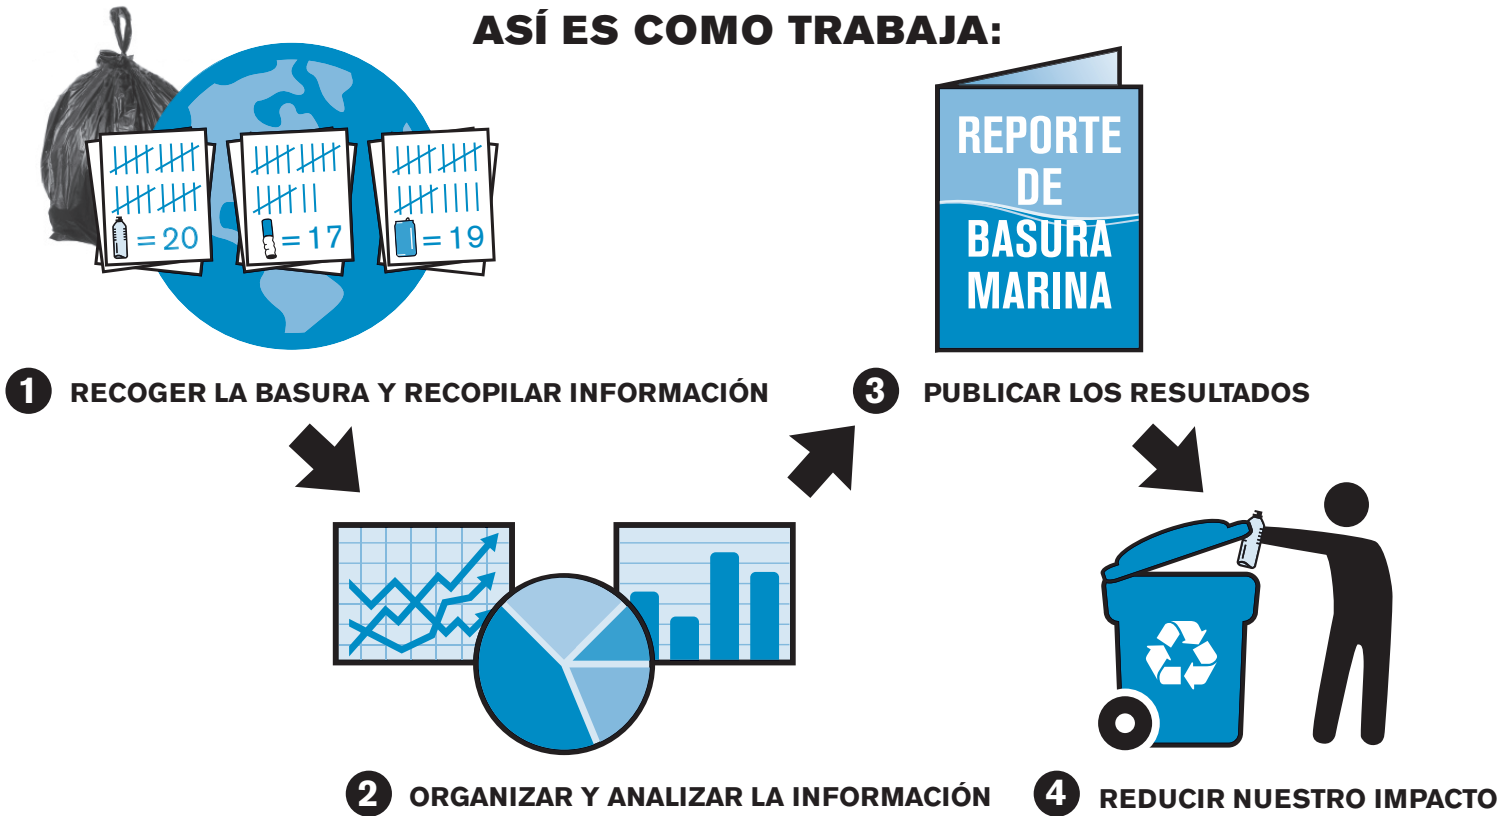 ASÍ ES COMO TRABAJA:
= 20
= 17
= 19
1 RECOGER LA BASURA Y RECOPILAR INFORMACIÓN
REPORTE
DE
BASURA
MARINA
3 PUBLICAR LOS RESULTADOS
2 ORGANIZAR Y ANALIZAR LA INFORMACIÓN
4 REDUCIR NUESTRO IMPACTO